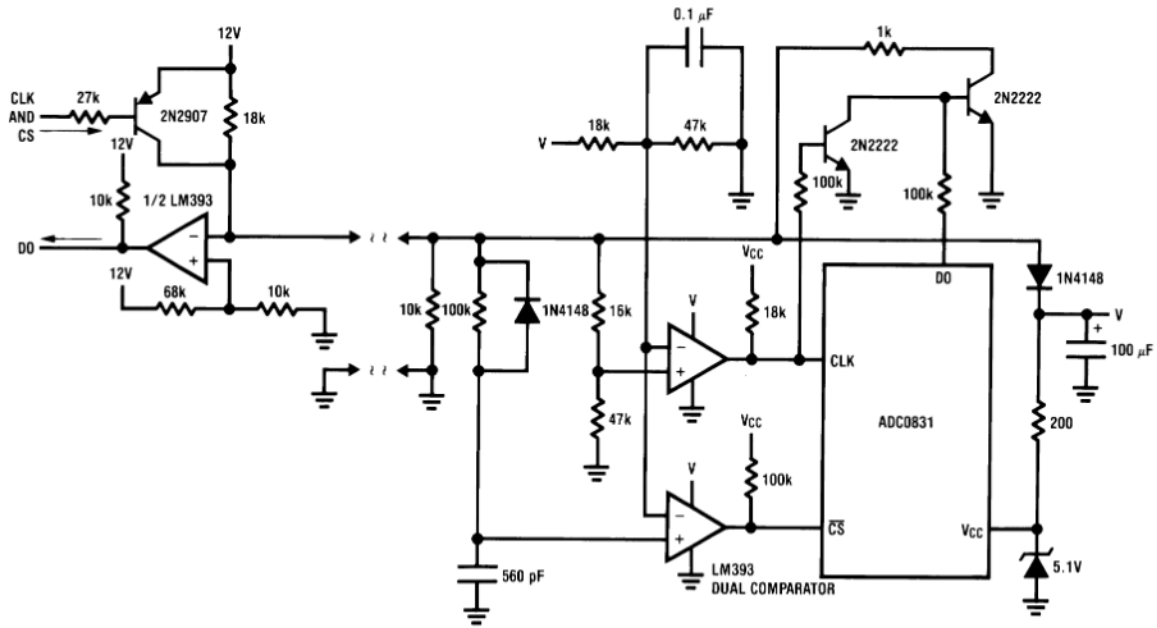 0.1 μF
1k
12V
2N2222
CLK
AND
CS
27k
2N2907
18k
V
18k
47k
2N2222
12V
10k
1/2 LM393
100k
100k
DO
−
+
12V
68k
10k
10k
100k
1N4148
16k
47k
VCC
18k
V
−
+
CLK
DO
ADC0831
1N4148
V
+
100 μF
200
VCC
100k
V
−
+
CS
VCC
5.1V
560 pF
LM393
DUAL COMPARATOR